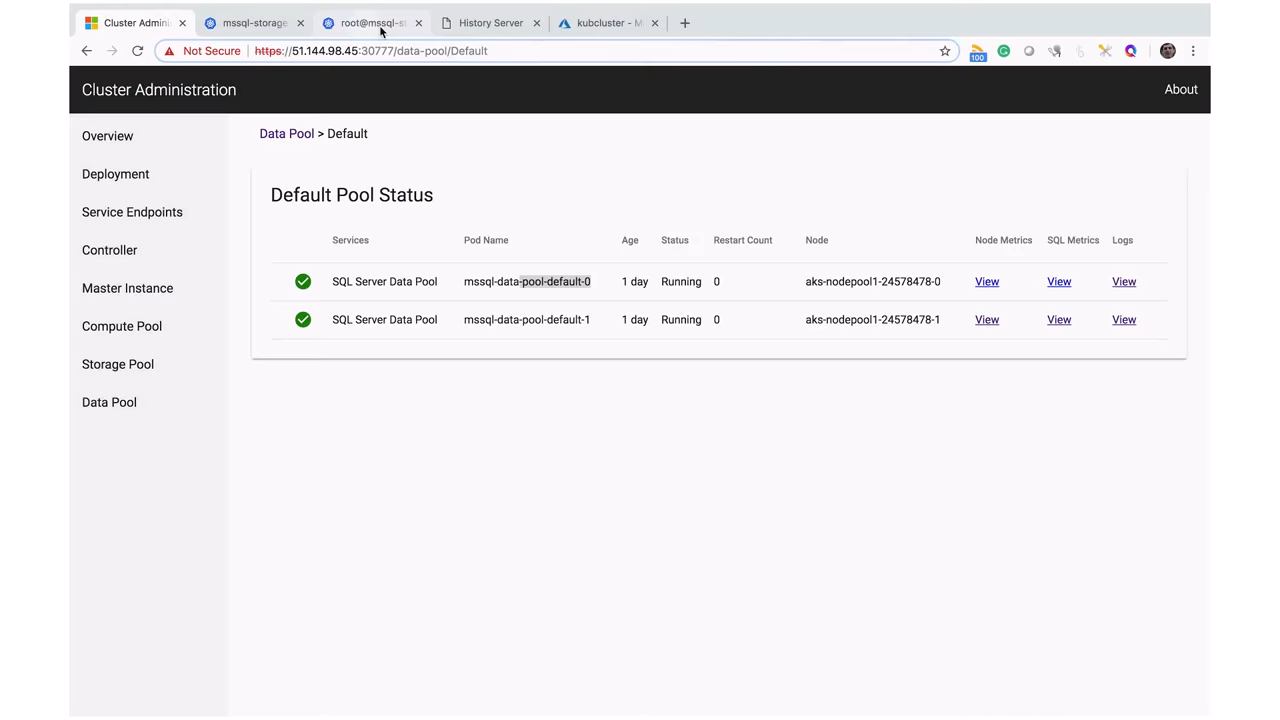 Cluster Admini
mssql-storage
root@mssql-st
History Server
kubcluster - M
Not Secure
https://51.144.98.45:30777/data-pool/Default
100
Cluster Administration
About
Overview
Deployment
Service Endpoints
Controller
Master Instance
Compute Pool
Storage Pool
Data Pool
Data Pool > Default
Default Pool Status
Services Pod Name Age Status Restart Count Node Node Metrics SQL Metrics Logs
SQL Server Data Pool mssql-data-pool-default-0 1 day Running 0 aks-nodepool1-24578478-0 View View View
SQL Server Data Pool mssql-data-pool-default-1 1 day Running 0 aks-nodepool1-24578478-1 View View View